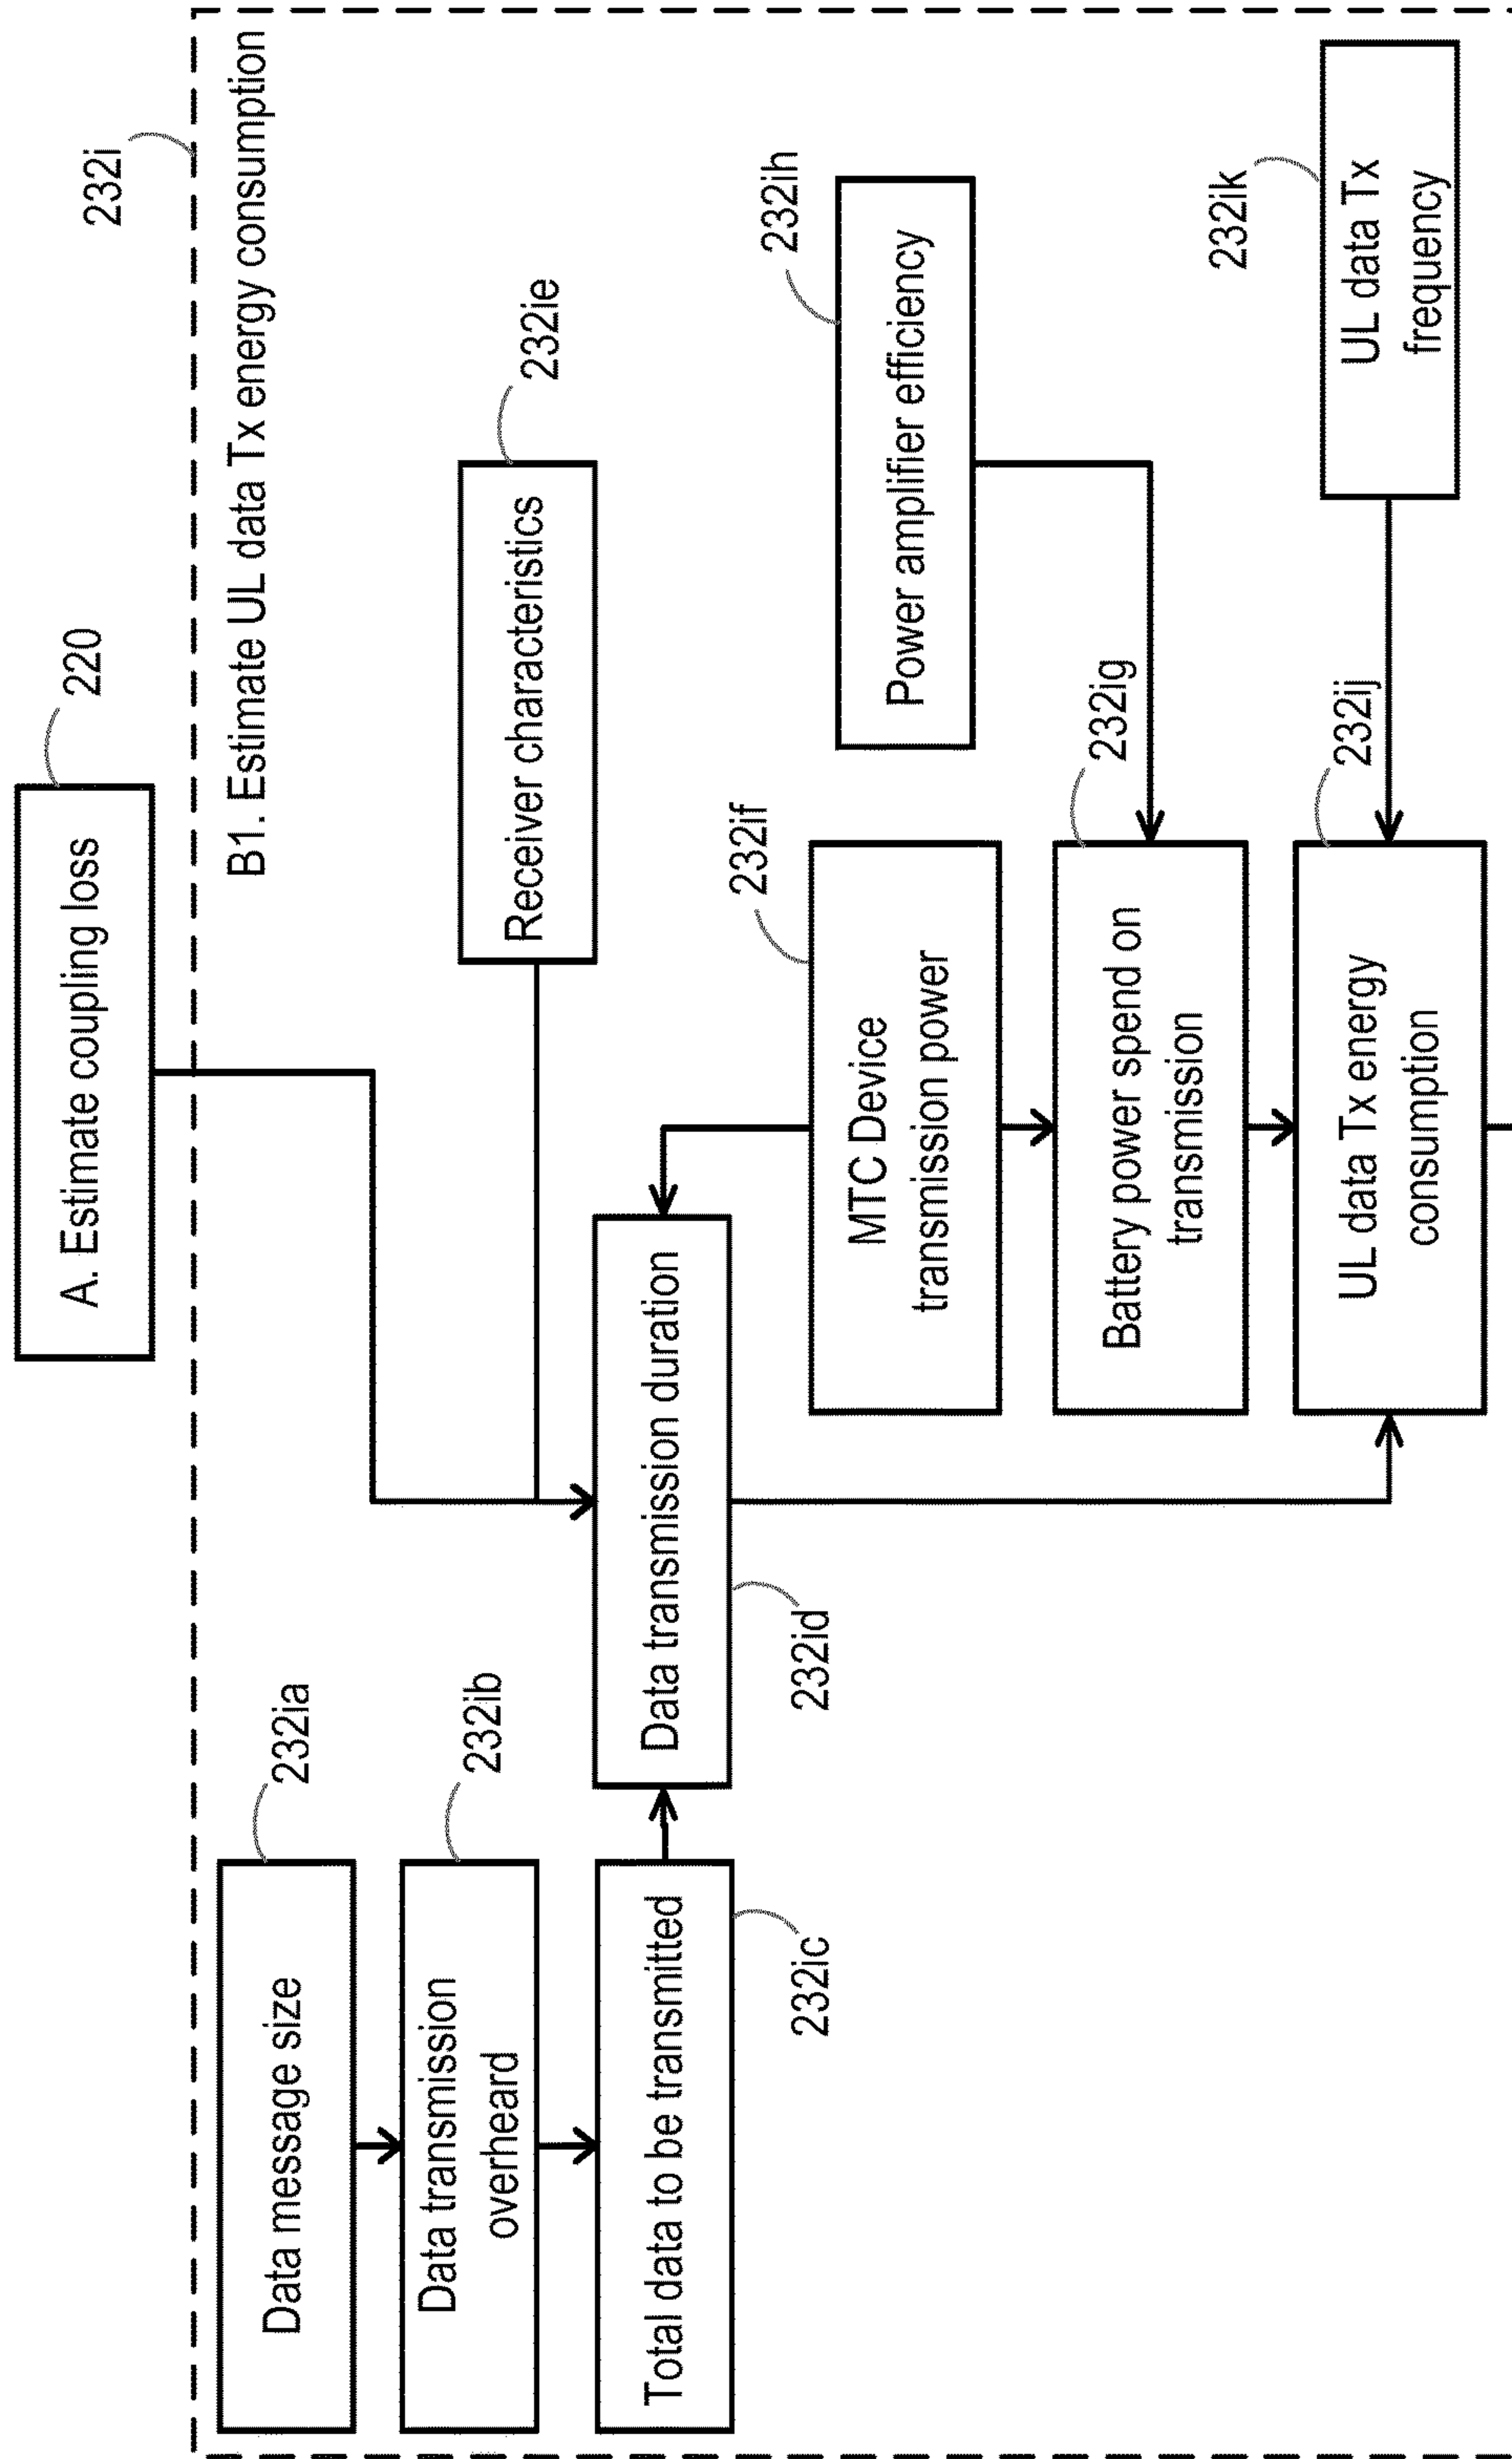 A. Estimate coupling loss
220
232i
B1. Estimate UL data Tx energy consumption
Data message size
232ia
Data transmission
overheard
232ib
Total data to be transmitted
232ic
Receiver characteristics
232ie
Data transmission duration
232id
MTC Device
transmission power
232if
Power amplifier efficiency
232ih
Battery power spend on
transmission
232ig
UL data Tx energy
consumption
232ij
UL data Tx
frequency
232ik